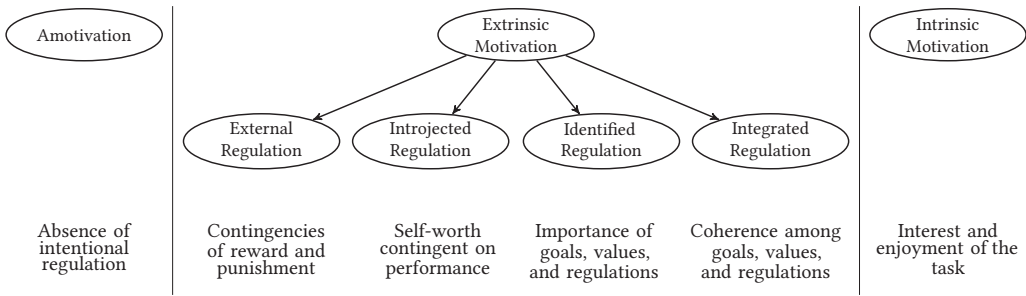 Amotivation
Extrinsic
Motivation
Intrinsic
Motivation
External
Regulation
Introjected
Regulation
Identified
Regulation
Integrated
Regulation
Absence of
intentional
regulation
Contingencies
of reward and
punishment
Self-worth
contingent on
performance
Importance of
goals, values,
and regulations
Coherence among
goals, values,
and regulations
Interest and
enjoyment of the
task